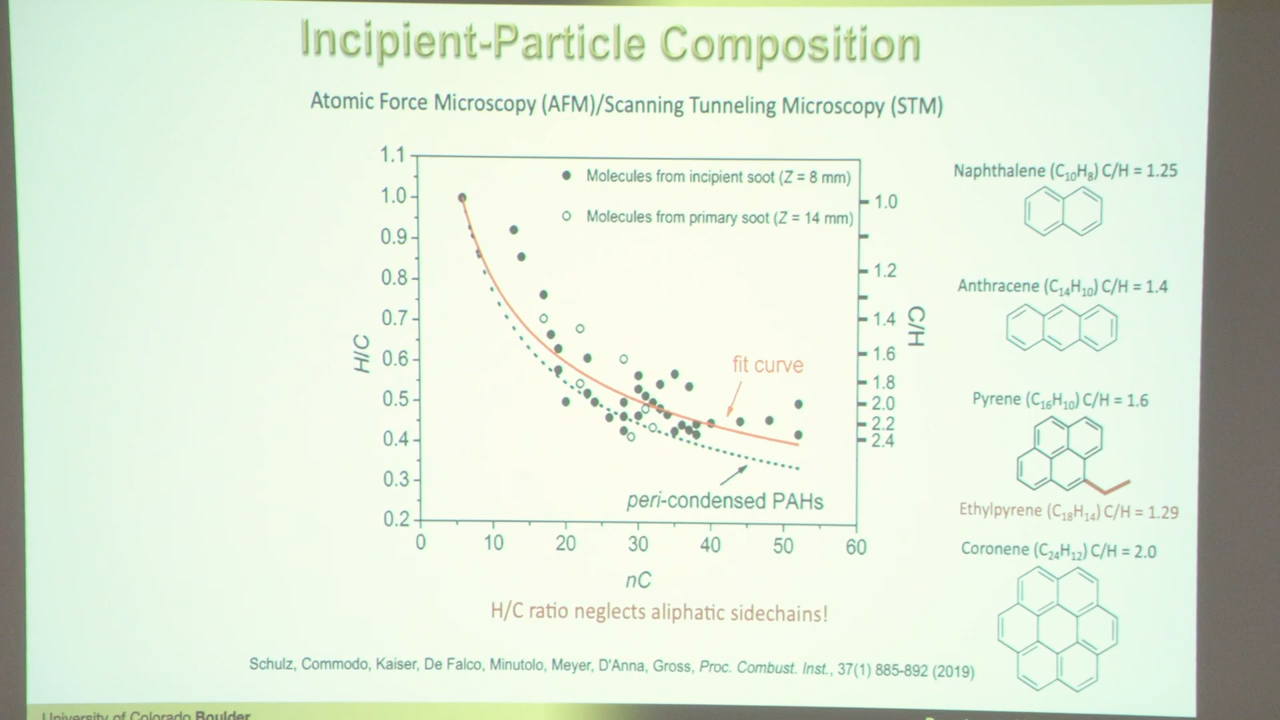 Incipient-Particle Composition
Atomic Force Microscopy (AFM)/Scanning Tunneling Microscopy (STM)
1.1
1.0
0.9
0.8
0.7
0.6
0.5
0.4
0.3
0.2
H/C
Molecules from incipient soot (Z = 8 mm)
Molecules from primary soot (Z = 14 mm)
fit curve
peri-condensed PAHs
1.0
1.2
1.4
1.6
1.8
2.0
2.2
2.4
C/H
0 10 20 30 40 50 60
nC
H/C ratio neglects aliphatic sidechains!
Naphthalene (C₁₀H₈) C/H = 1.25
Anthracene (C₁₄H₁₀) C/H = 1.4
Pyrene (C₁₆H₁₀) C/H = 1.6
Ethylpyrene (C₁₈H₁₄) C/H = 1.29
Coronene (C₂₄H₁₂) C/H = 2.0
Schulz, Commodo, Kaiser, De Falco, Minutolo, Meyer, D'Anna, Gross, Proc. Combust. Inst., 37(1) 885-892 (2019)
University of Colorado Boulder